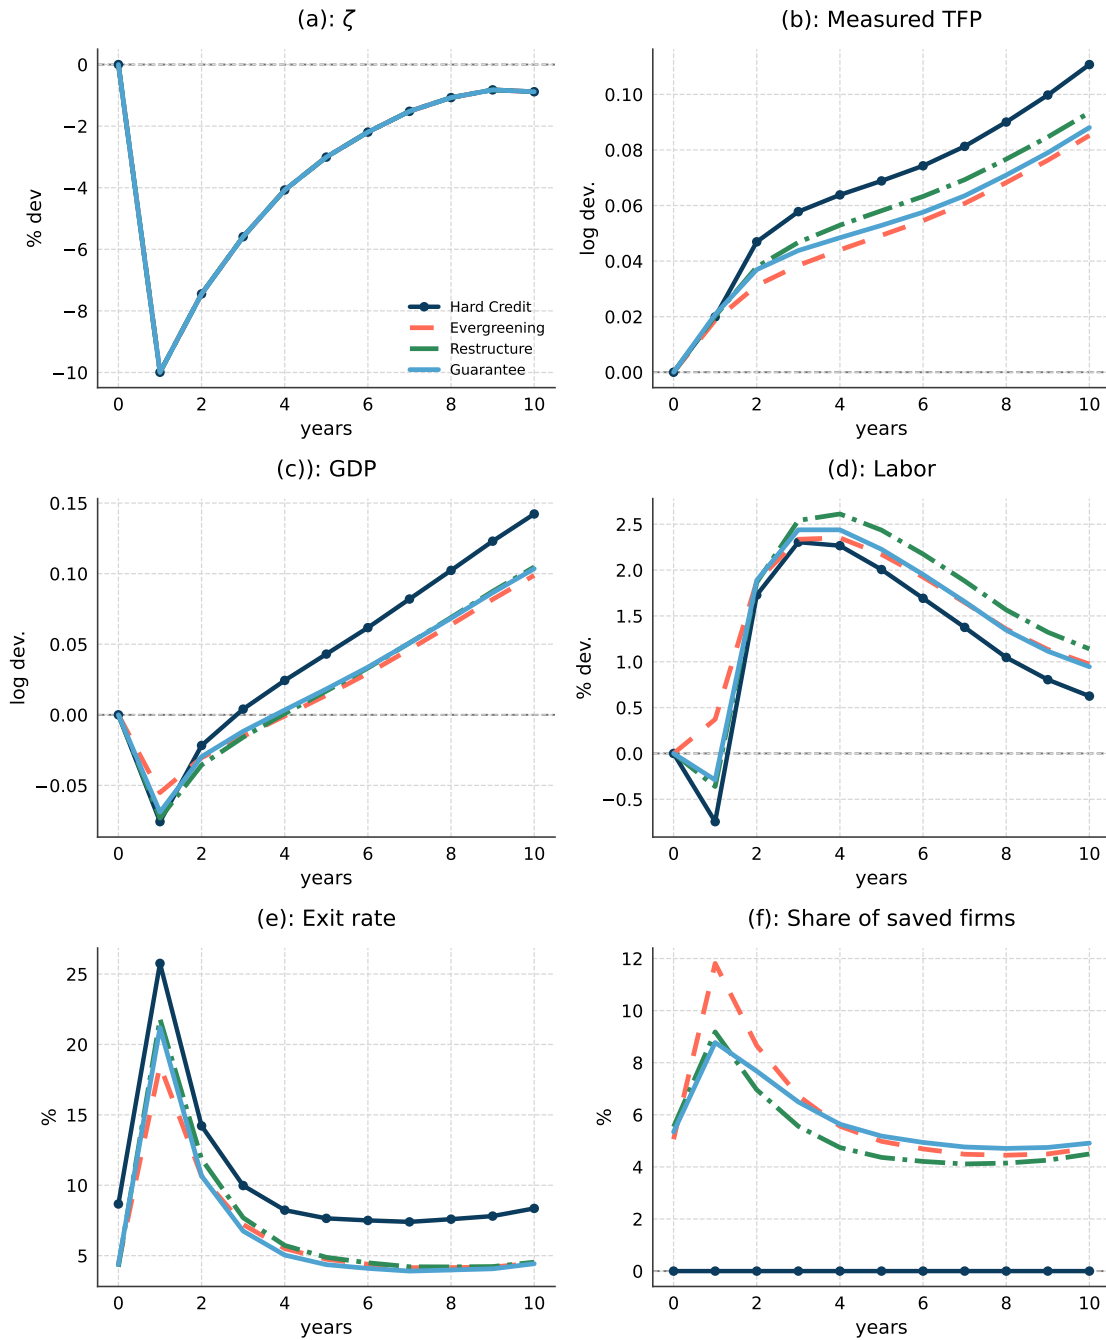 (a): ζ
0
−2
−4
−6
−8
−10
% dev
0 2 4 6 8 10
years
Hard Credit
Evergreening
Restructure
Guarantee
(b): Measured TFP
0.10
0.08
0.06
0.04
0.02
0.00
log dev.
0 2 4 6 8 10
years
(c)): GDP
0.15
0.10
0.05
0.00
−0.05
log dev.
0 2 4 6 8 10
years
(d): Labor
2.5
2.0
1.5
1.0
0.5
0.0
−0.5
% dev.
0 2 4 6 8 10
years
(e): Exit rate
25
20
15
10
5
%
0 2 4 6 8 10
years
(f): Share of saved firms
12
10
8
6
4
2
0
%
0 2 4 6 8 10
years